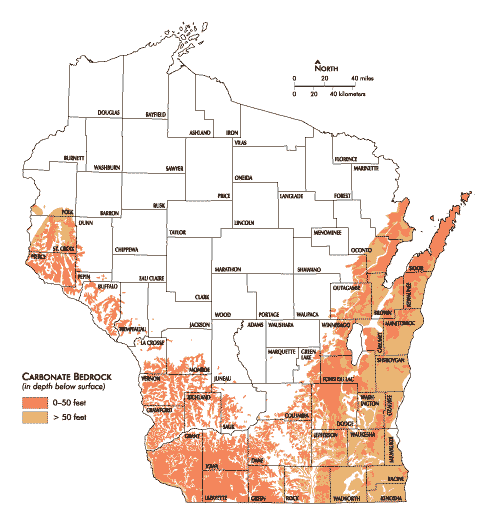 NORTH
0 20 40 miles
0 20 40 kilometers
DOUGLAS
BAYFIELD
ASHLAND
IRON
VILAS
FLORENCE
MARINETTE
BURNETT
WASHBURN
SAWYER
ONEIDA
PRICE
LANGLADE
FOREST
POLK
BARRON
RUSK
LINCOLN
DUNN
TAYLOR
MENOMINEE
ST. CROIX
CHIPPEWA
OCONTO
PIERCE
MARATHON
SHAWANO
DOOR
PEPIN
EAU CLAIRE
BUFFALO
OUTAGAMIE
KEWAUNEE
CLARK
WOOD
PORTAGE
WAUPACA
BROWN
TREMPEALEAU
JACKSON
ADAMS
WAUSHARA
WINNEBAGO
MANITOWOC
LA CROSSE
CALUMET
MARQUETTE
GREEN
LAKE
SHEBOYGAN
MONROE
VERNON
JUNEAU
FOND DU LAC
CARBONATE BEDROCK
(in depth below surface)
0–50 feet
> 50 feet
RICHLAND
WASH-
INGTON
OZAUKEE
CRAWFORD
COLUMBIA
SAUK
DODGE
GRANT
JEFFERSON
WAUKESHA
MILWAUKEE
IOWA
DANE
RACINE
LAFAYETTE
GREEN
ROCK
WALWORTH
KENOSHA